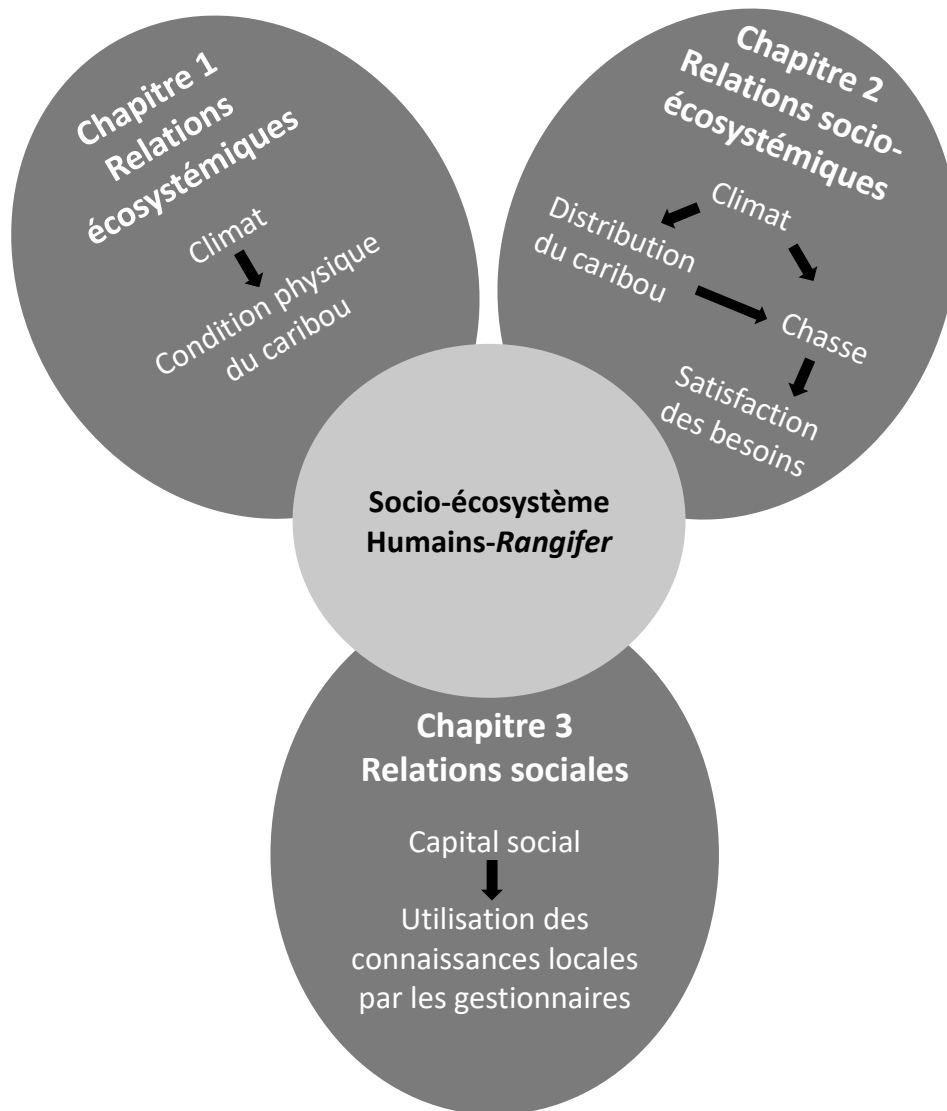 Chapitre 1
Relations
écosystémiques
Climat
Condition physique
du caribou
Chapitre 2
Relations socio-
écosystémiques
Climat
Distribution
du caribou
Chasse
Satisfaction
des besoins
Socio-écosystème
Humains-Rangifer
Chapitre 3
Relations sociales
Capital social
Utilisation des
connaissances locales
par les gestionnaires